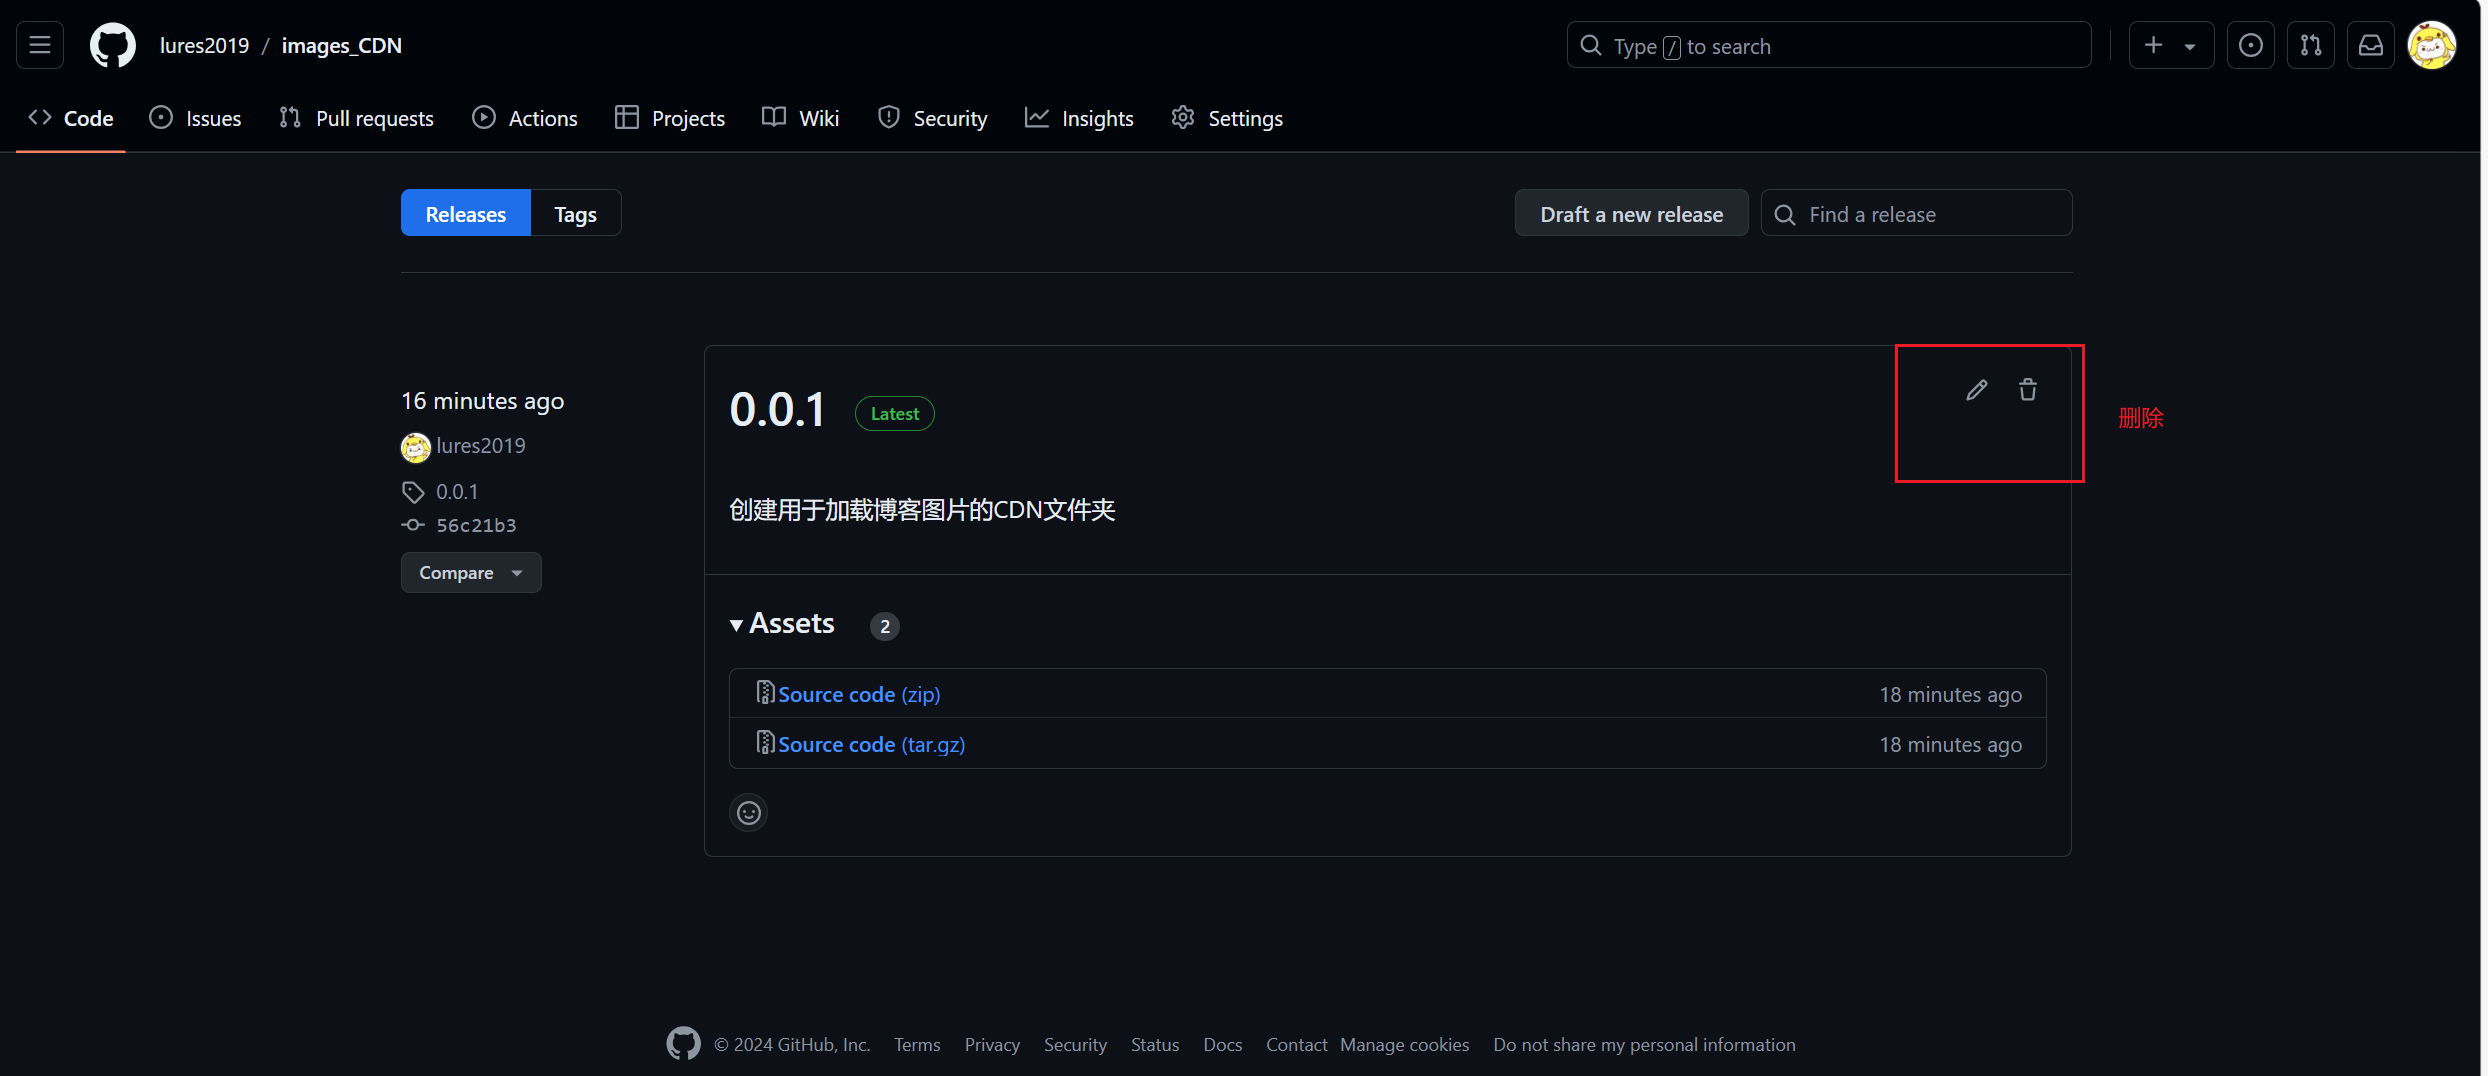 lures2019 / images_CDN
Type / to search
Code Issues Pull requests Actions Projects Wiki Security Insights Settings
Releases Tags
Draft a new release
Find a release
16 minutes ago
lures2019
0.0.1
56c21b3
Compare
0.0.1 Latest
删除
创建用于加载博客图片的CDN文件夹
Assets 2
Source code (zip) 18 minutes ago
Source code (tar.gz) 18 minutes ago
© 2024 GitHub, Inc. Terms Privacy Security Status Docs Contact Manage cookies Do not share my personal information